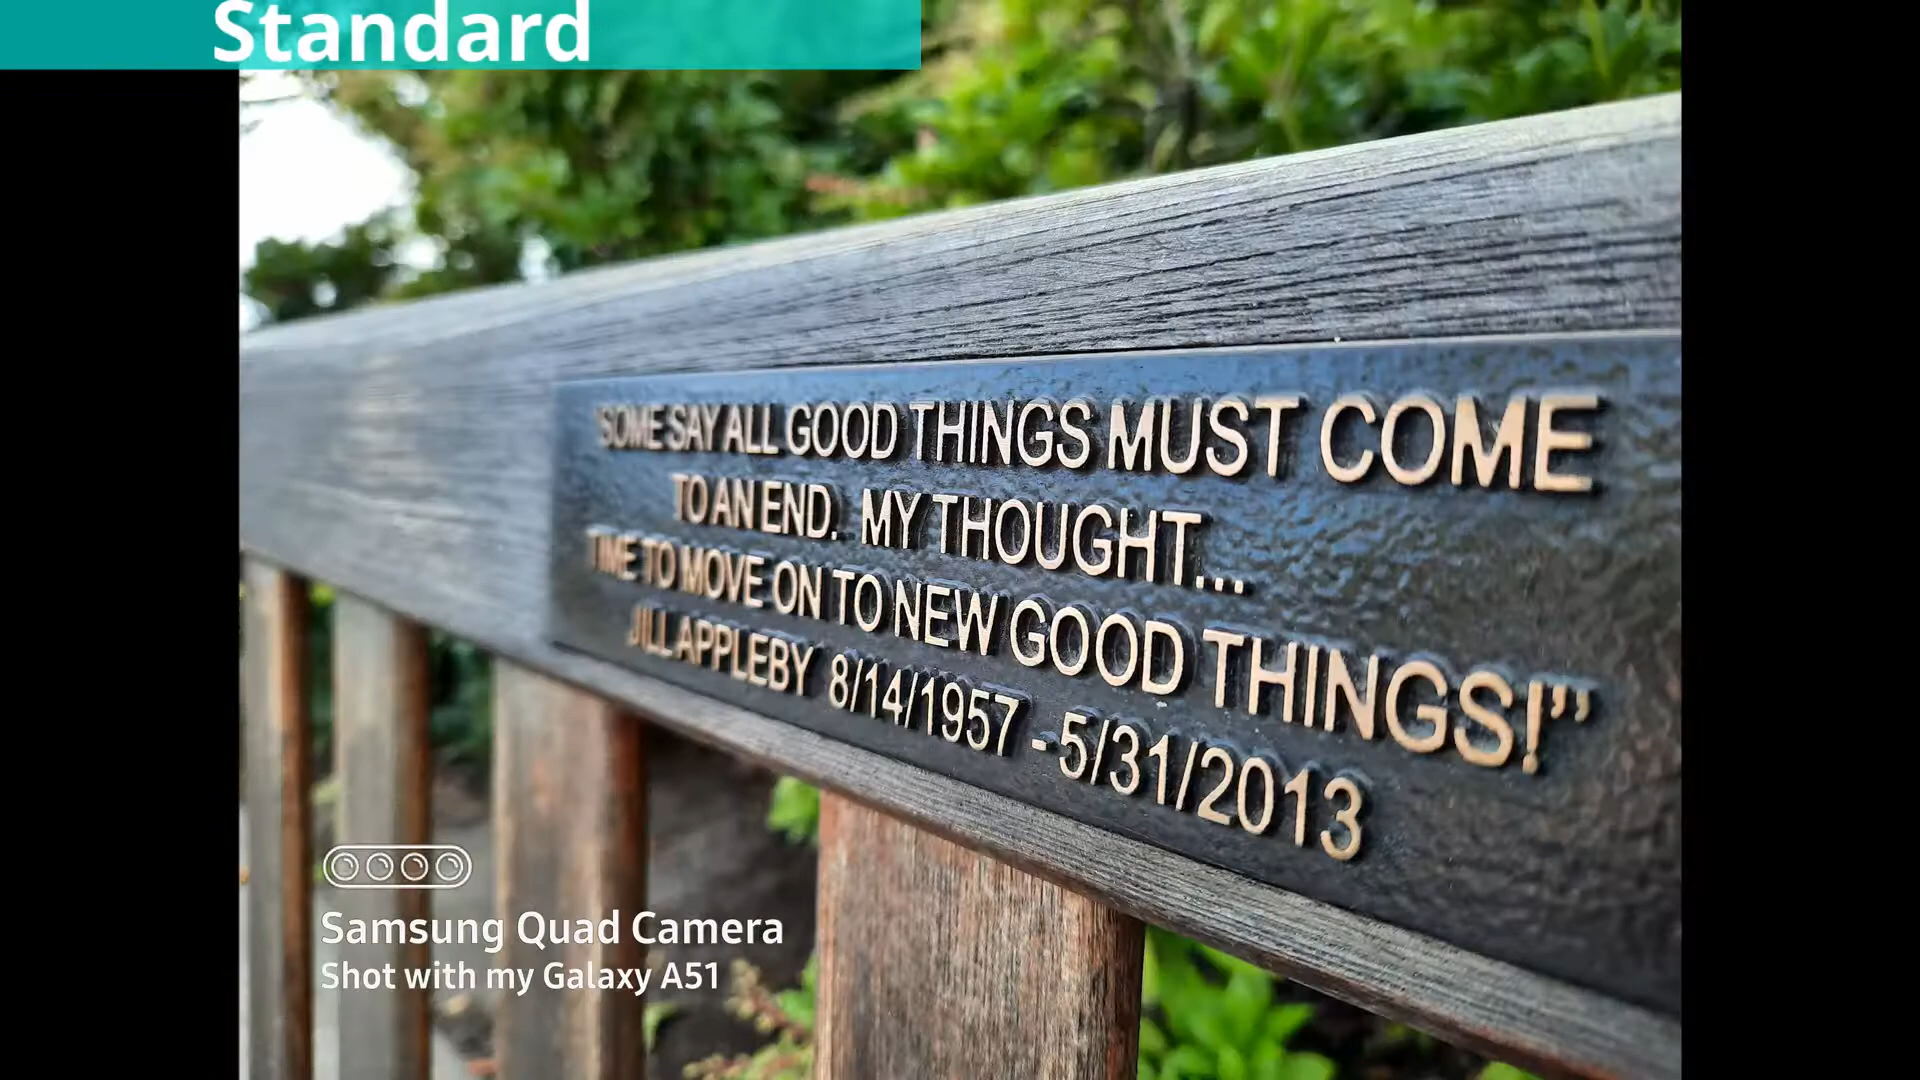 Standard
"SOME SAY ALL GOOD THINGS MUST COME
TO AN END. MY THOUGHT...
TIME TO MOVE ON TO NEW GOOD THINGS!"
JILL APPLEBY 8/14/1957 - 5/31/2013
Samsung Quad Camera
Shot with my Galaxy A51